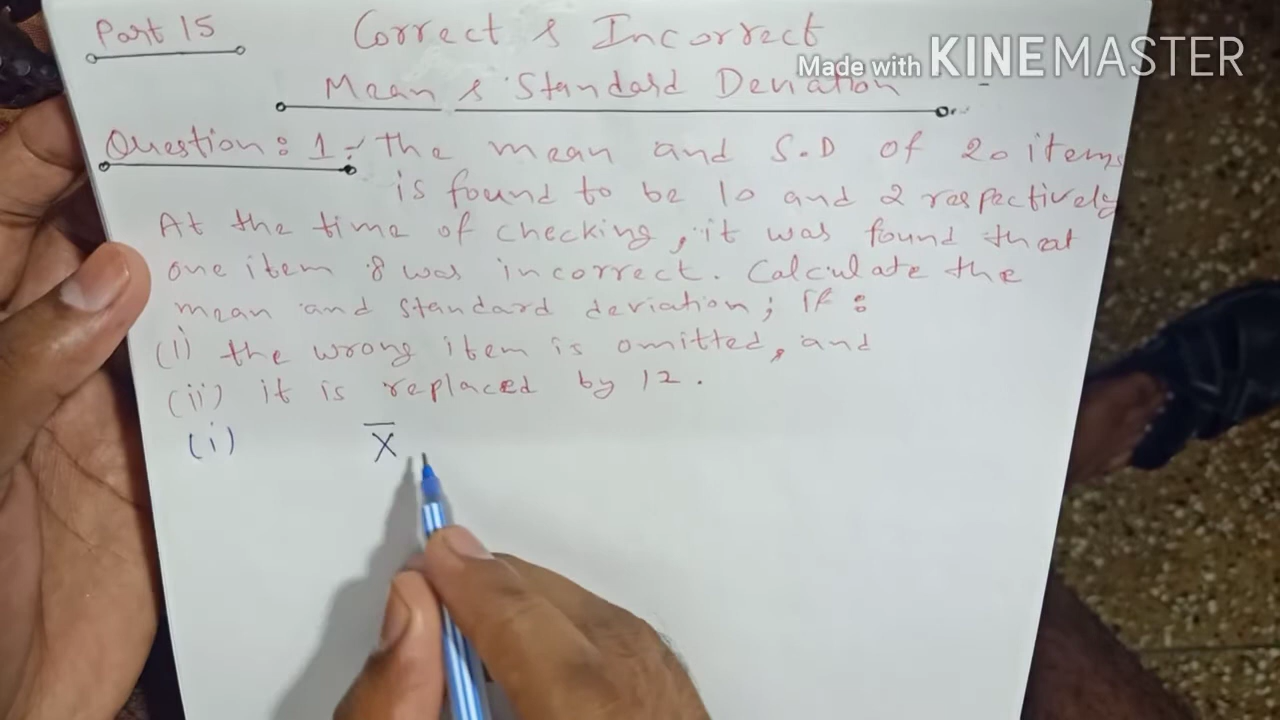 Part 15
Correct & Incorrect
Made with KINEMASTER
Mean & Standard Deviation
Question: 1:- the mean and S.D of 20 items
is found to be 10 and 2 respectively
At the time of checking, it was found that
one item 8 was incorrect. Calculate the
mean and standard deviation; If :
(i) the wrong item is omitted, and
(ii) it is replaced by 12.
(i) X̅